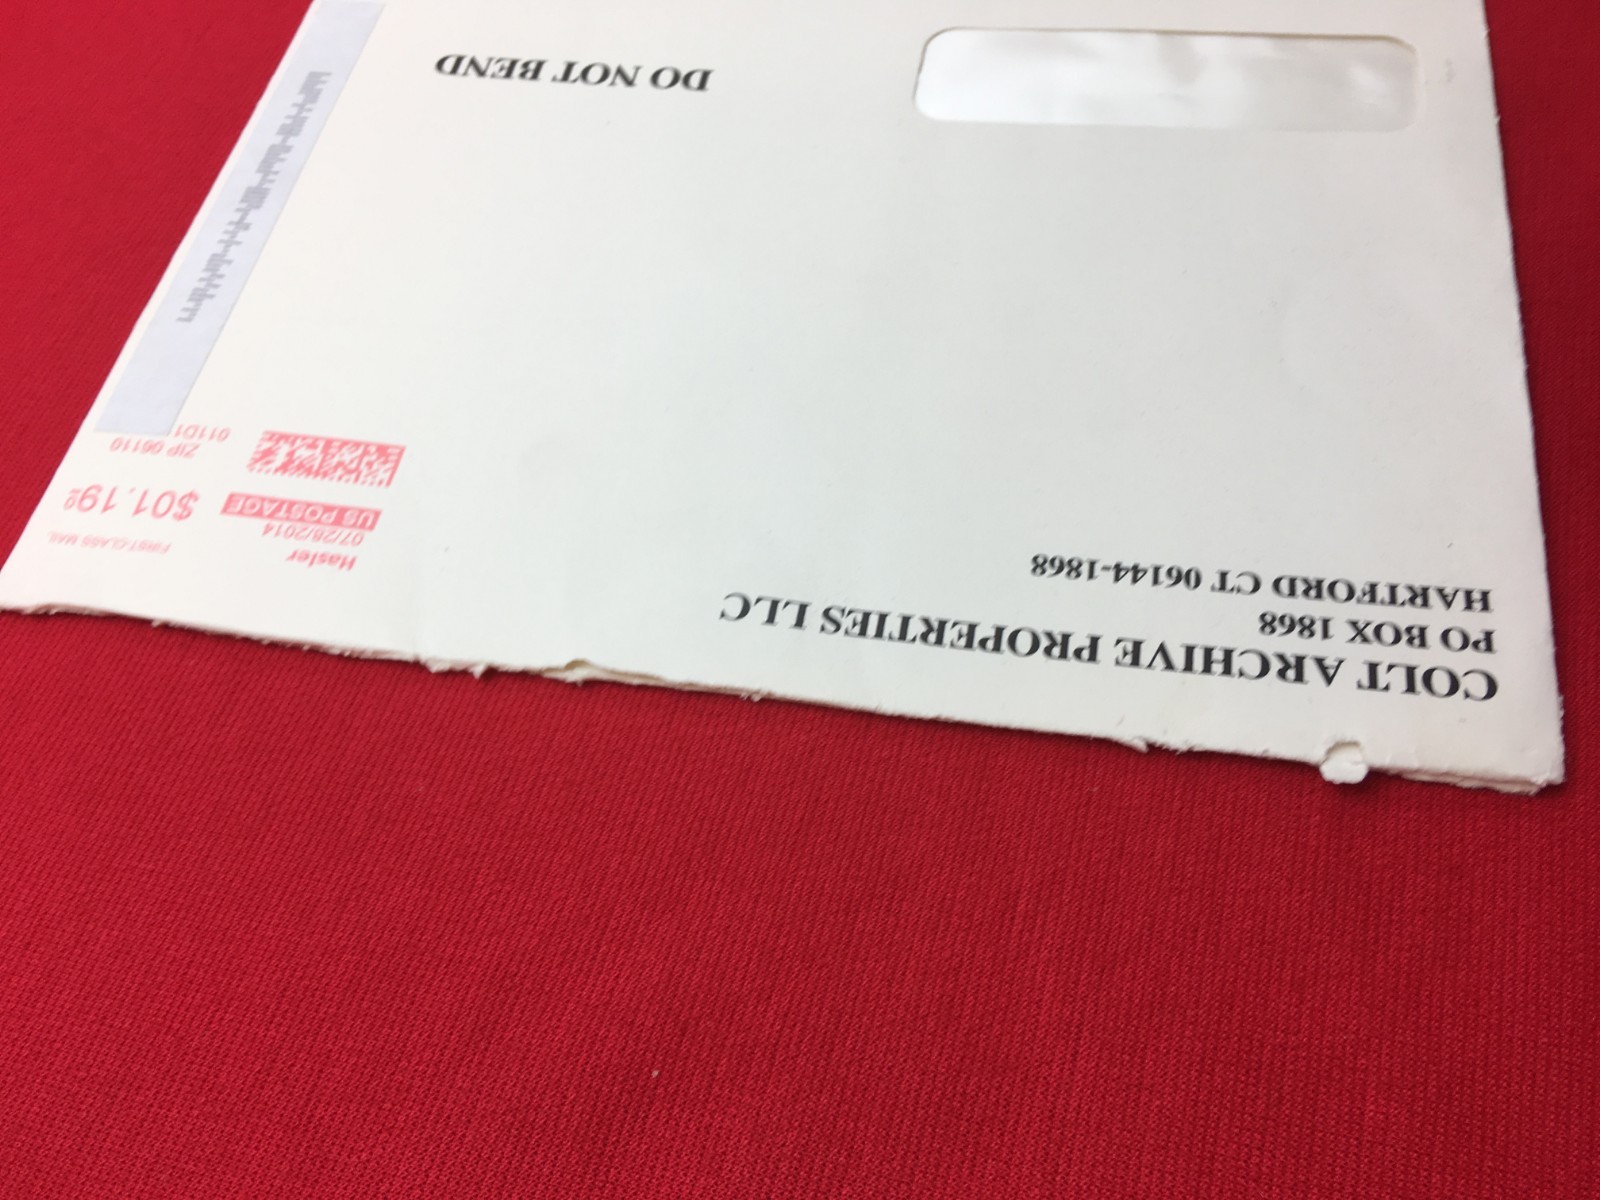 COLT ARCHIVE PROPERTIES LLC
PO BOX 1868
HARTFORD CT 06144-1868
Hasler
07/28/2014
US POSTAGE
FIRST-CLASS MAIL
$01.19⁰
ZIP 06110
011D1
DO NOT BEND